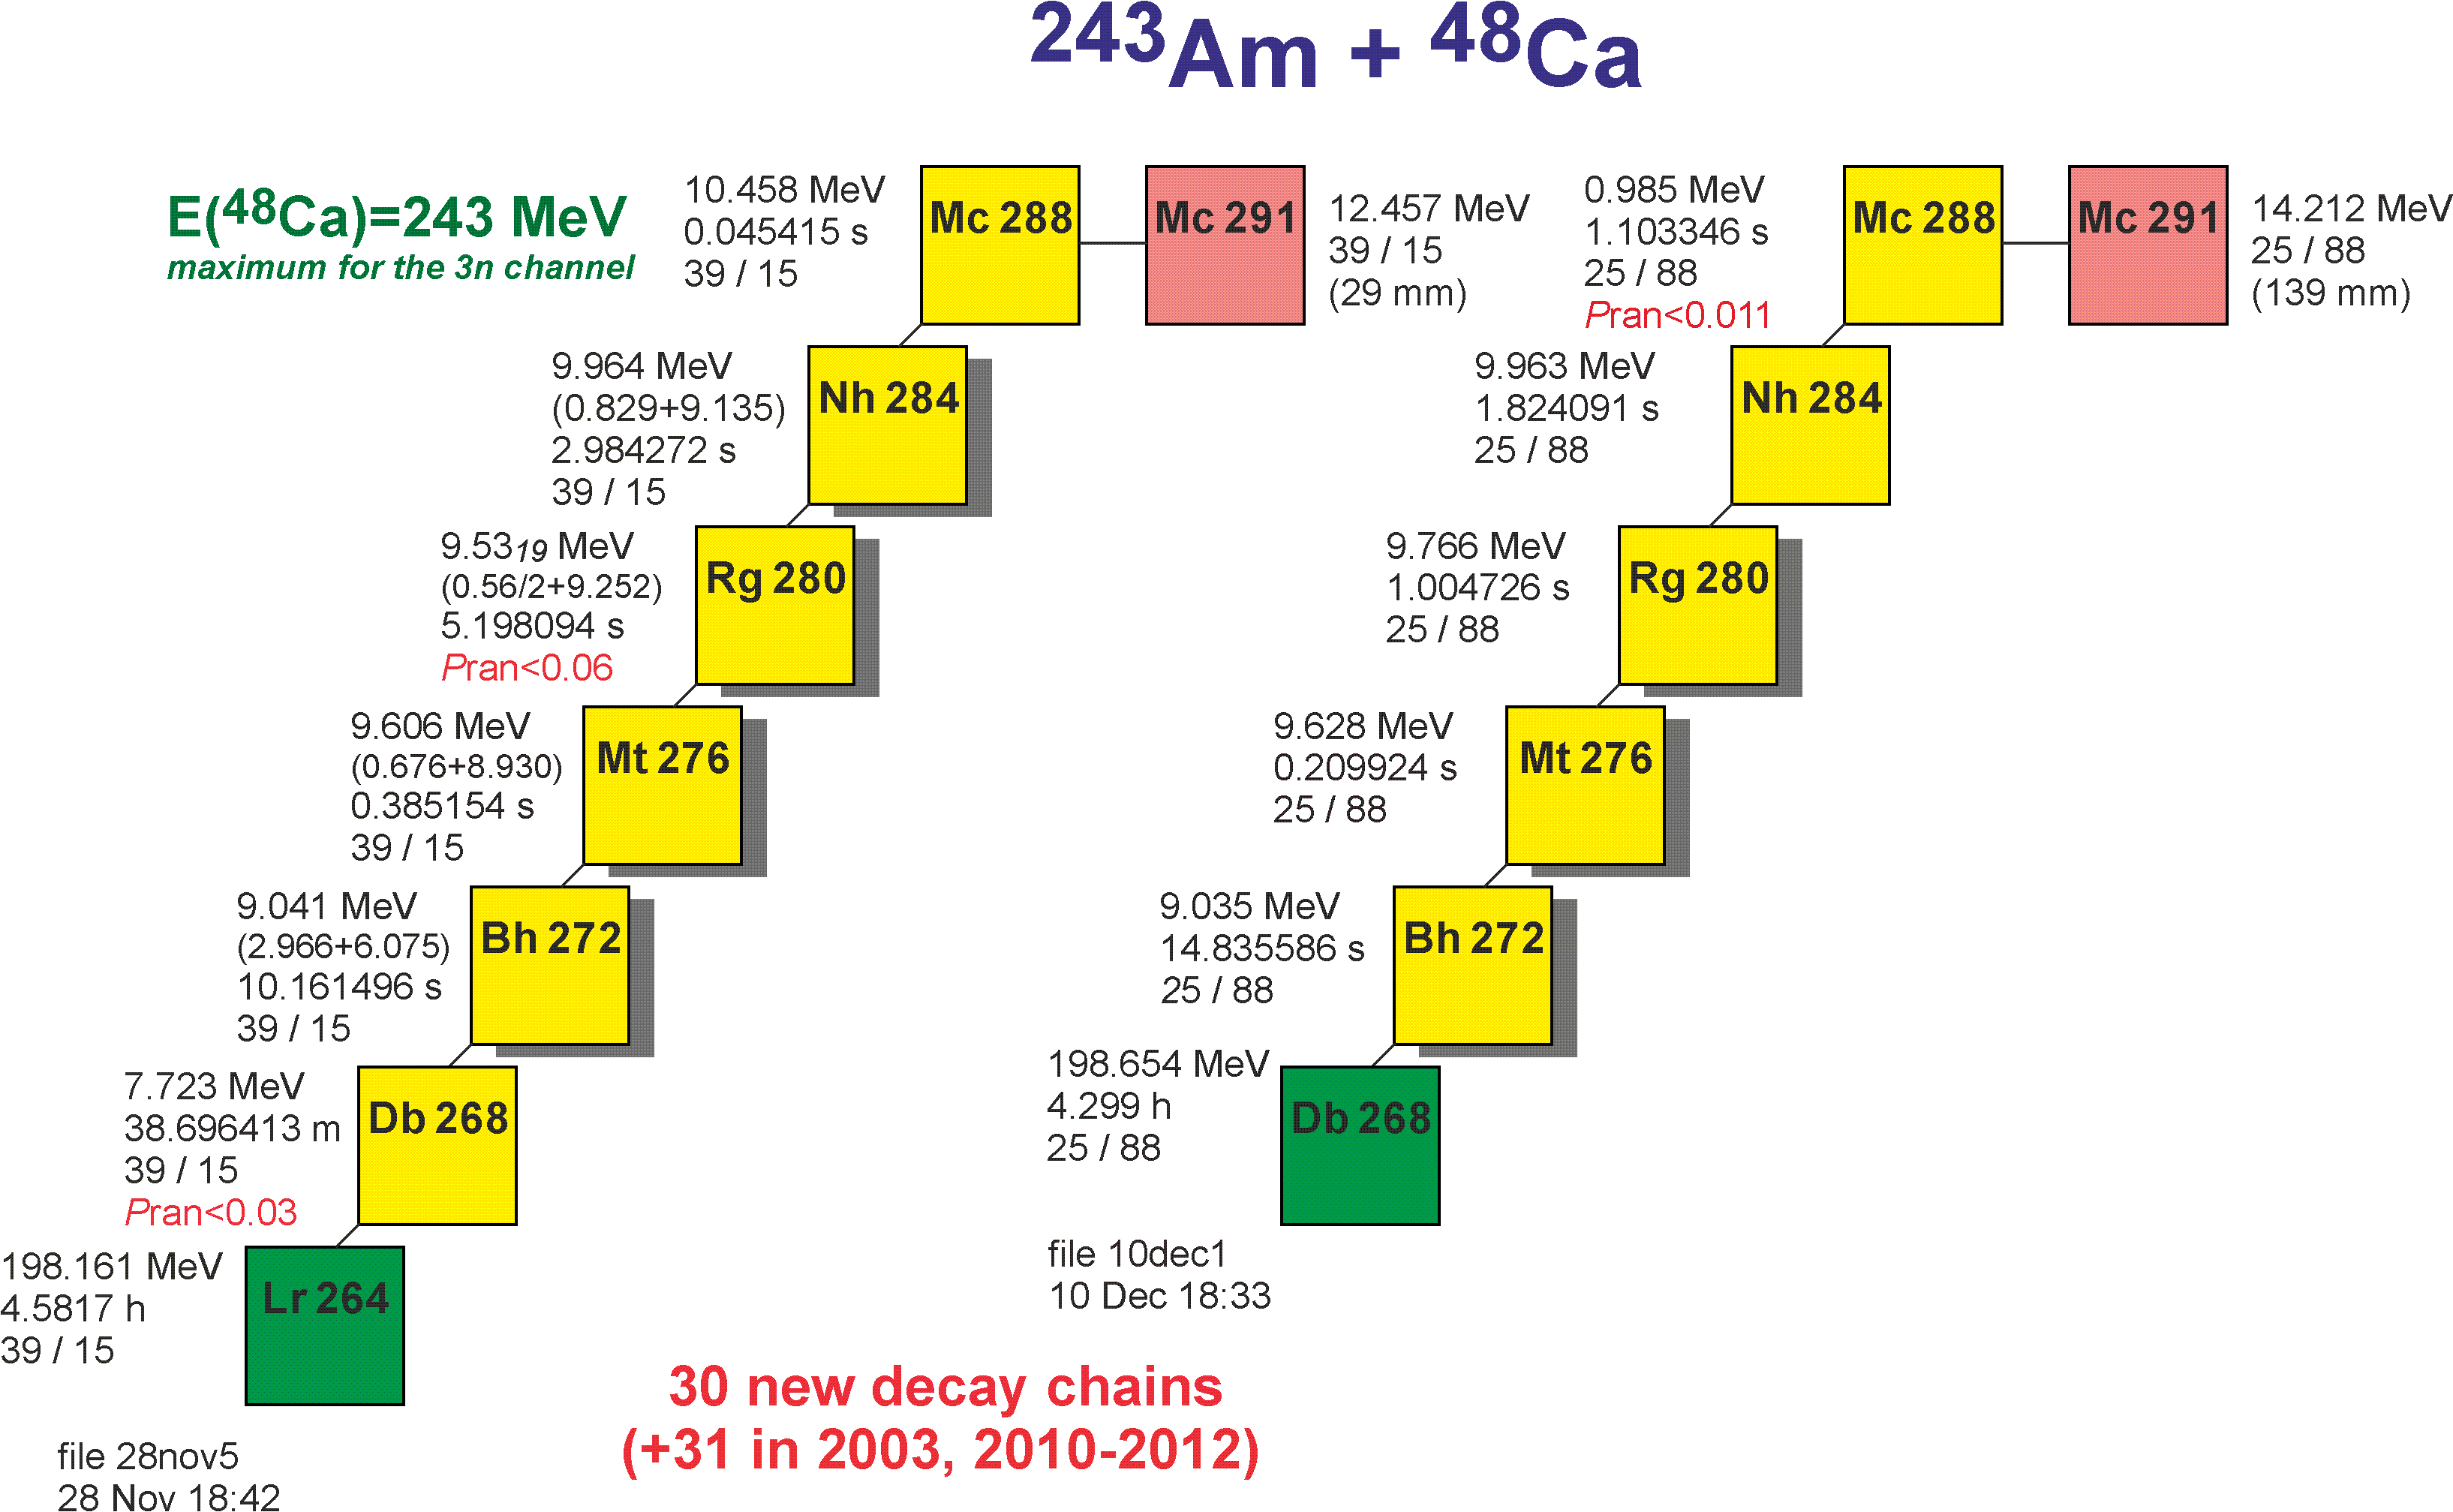 ²⁴³Am + ⁴⁸Ca
E(⁴⁸Ca)=243 MeV
maximum for the 3n channel
10.458 MeV
0.045415 s
39 / 15
Mc 288
Mc 291
12.457 MeV
39 / 15
(29 mm)
9.964 MeV
(0.829+9.135)
2.984272 s
39 / 15
Nh 284
9.53₁₉ MeV
(0.56/2+9.252)
5.198094 s
Pran<0.06
Rg 280
9.606 MeV
(0.676+8.930)
0.385154 s
39 / 15
Mt 276
9.041 MeV
(2.966+6.075)
10.161496 s
39 / 15
Bh 272
7.723 MeV
38.696413 m
39 / 15
Pran<0.03
Db 268
198.161 MeV
4.5817 h
39 / 15
Lr 264
file 28nov5
28 Nov 18:42
0.985 MeV
1.103346 s
25 / 88
Pran<0.011
Mc 288
Mc 291
14.212 MeV
25 / 88
(139 mm)
9.963 MeV
1.824091 s
25 / 88
Nh 284
9.766 MeV
1.004726 s
25 / 88
Rg 280
9.628 MeV
0.209924 s
25 / 88
Mt 276
9.035 MeV
14.835586 s
25 / 88
Bh 272
198.654 MeV
4.299 h
25 / 88
Db 268
file 10dec1
10 Dec 18:33
30 new decay chains
(+31 in 2003, 2010-2012)